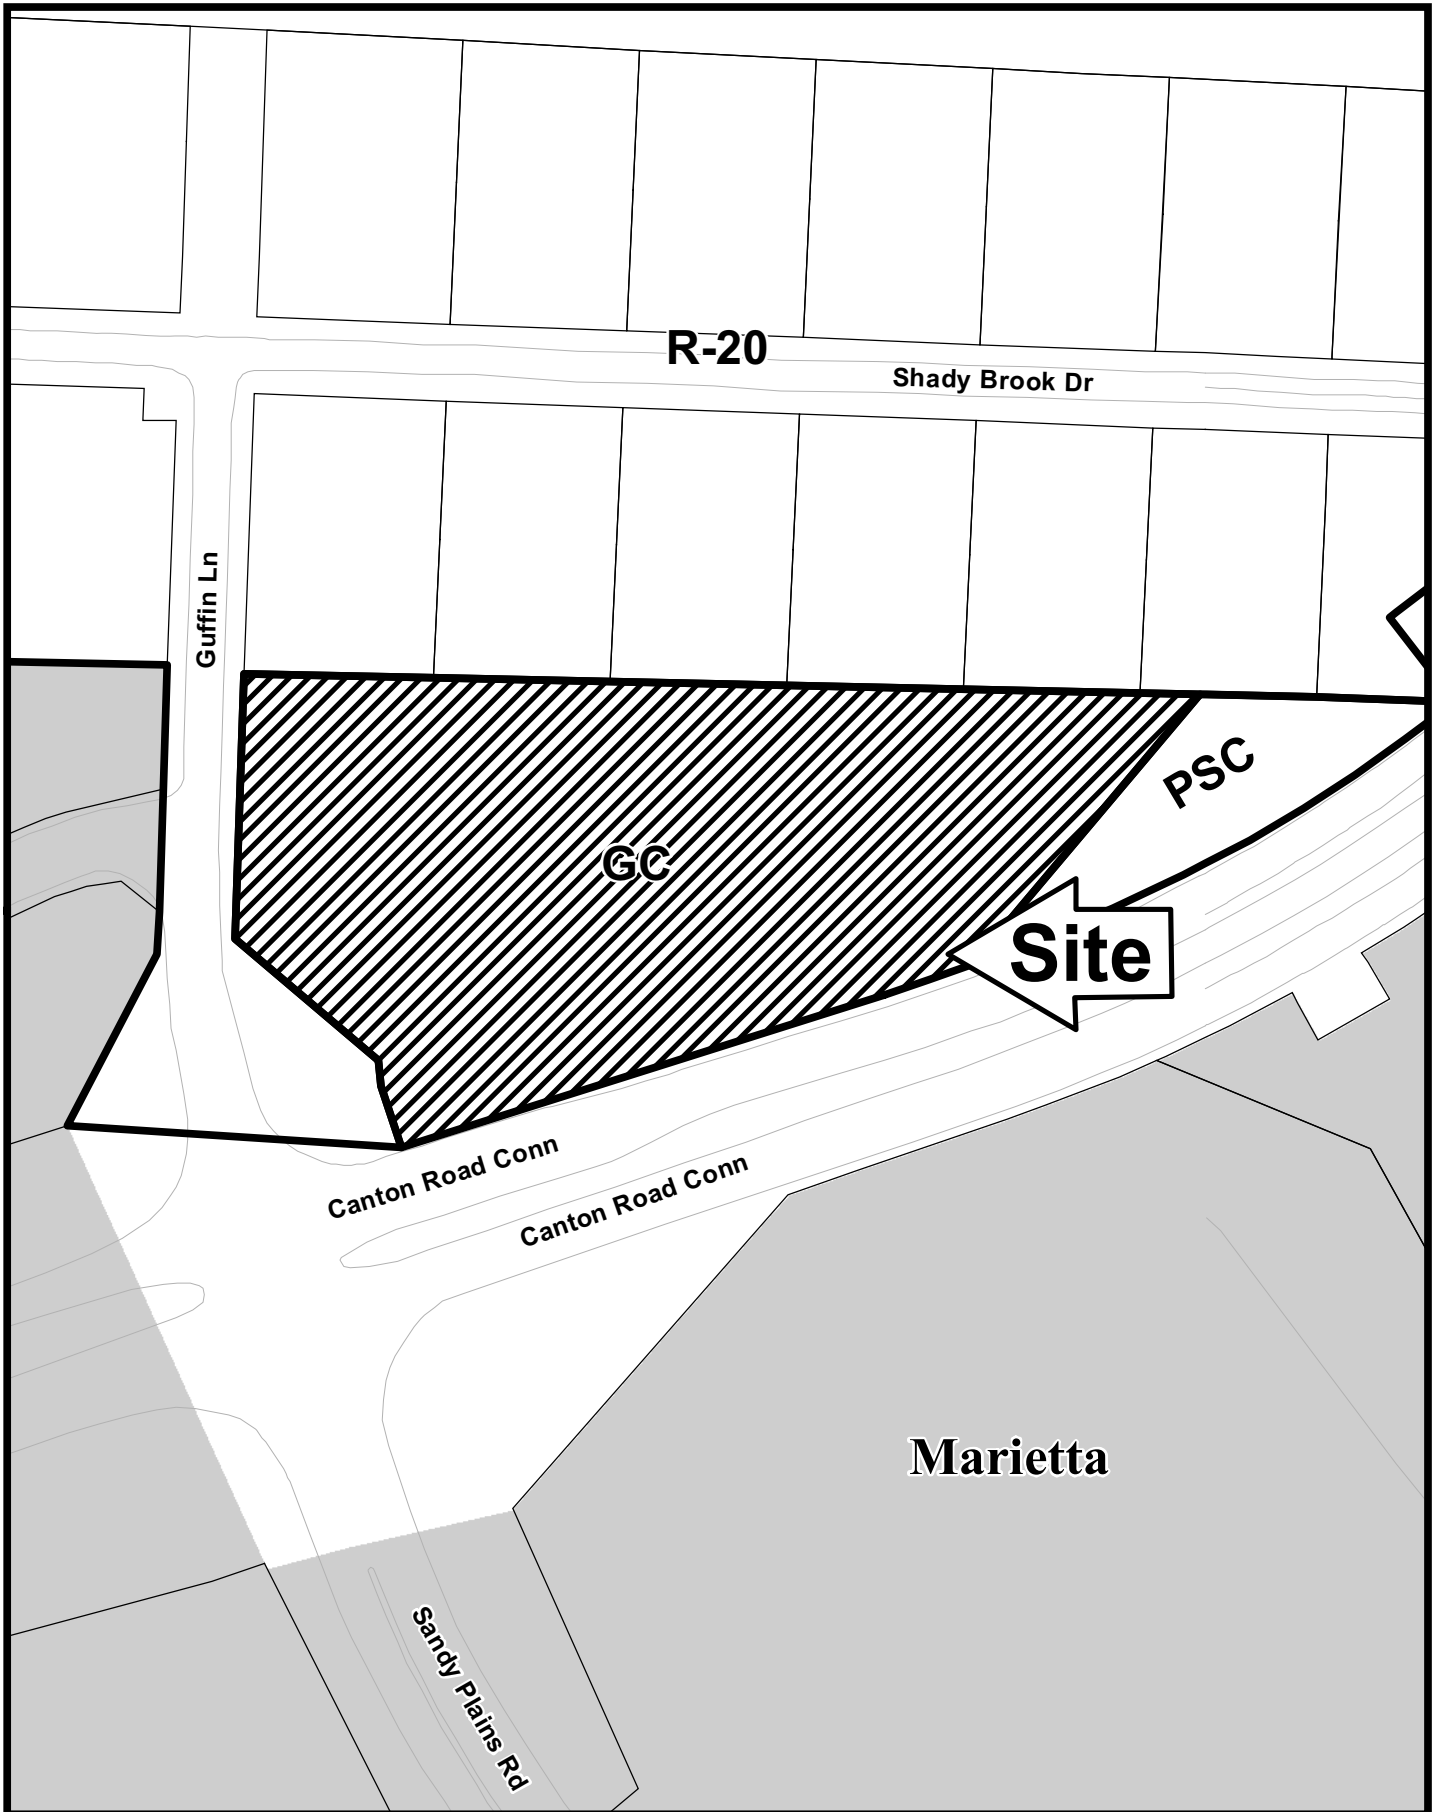 R-20
Shady Brook Dr
Guffin Ln
PSC
GC
Site
Canton Road Conn
Canton Road Conn
Marietta
Sandy Plains Rd